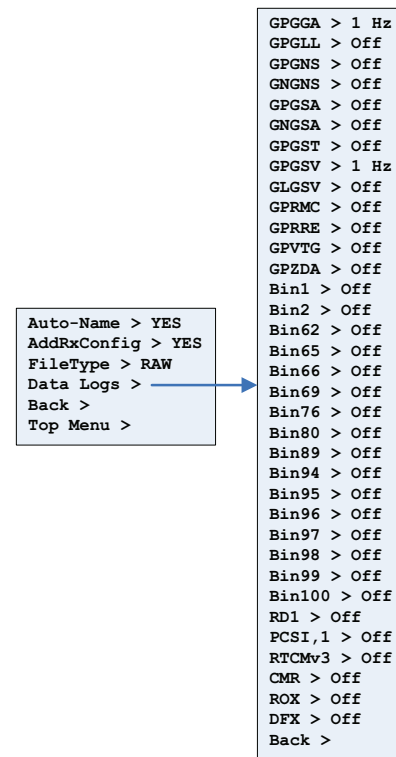 Auto-Name > YES
AddRxConfig > YES
FileType > RAW
Data Logs >
Back >
Top Menu >
GPGGA > 1 Hz
GPGLL > Off
GPGNS > Off
GNGNS > Off
GPGSA > Off
GNGSA > Off
GPGST > Off
GPGSV > 1 Hz
GLGSV > Off
GPRMC > Off
GPRRE > Off
GPVTG > Off
GPZDA > Off
Bin1 > Off
Bin2 > Off
Bin62 > Off
Bin65 > Off
Bin66 > Off
Bin69 > Off
Bin76 > Off
Bin80 > Off
Bin89 > Off
Bin94 > Off
Bin95 > Off
Bin96 > Off
Bin97 > Off
Bin98 > Off
Bin99 > Off
Bin100 > Off
RD1 > Off
PCSI,1 > Off
RTCMv3 > Off
CMR > Off
ROX > Off
DFX > Off
Back >